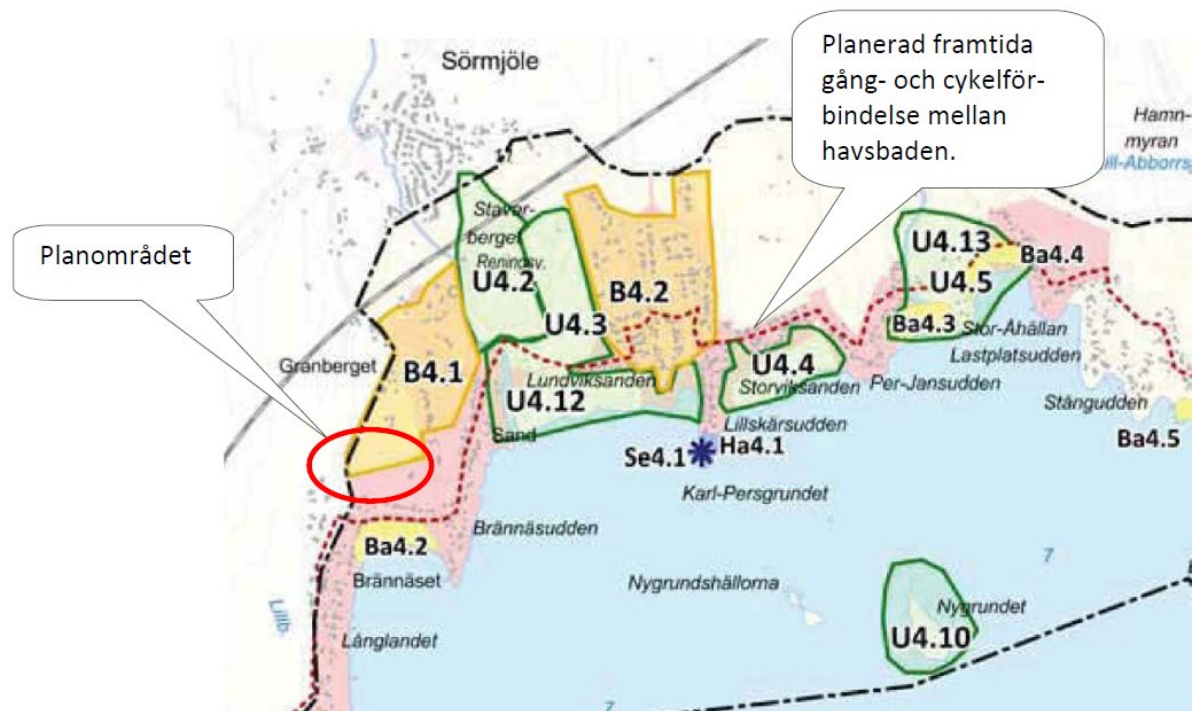 Planerad framtida
gång- och cykelför-
bindelse mellan
havsbaden.
Sörmjöle
Hamn-
myran
ill-Abborrs
Planområdet
Stavar-
berget
Reningsv.
U4.2
U4.3
B4.2
U4.13
U4.5
Ba4.4
Ba4.3
Stor-Åhällan
Lastplatsudden
Granberget
B4.1
Lundviksanden
U4.12
U4.4
Storviksanden
Per-Jansudden
Stångudden
Ba4.5
Sand
Lillskärsudden
Se4.1
Ha4.1
Karl-Persgrundet
Brännäsudden
Ba4.2
Brännäset
Nygrundshällorna
7
Nygrundet
U4.10
Lillb-
Långlandet
7